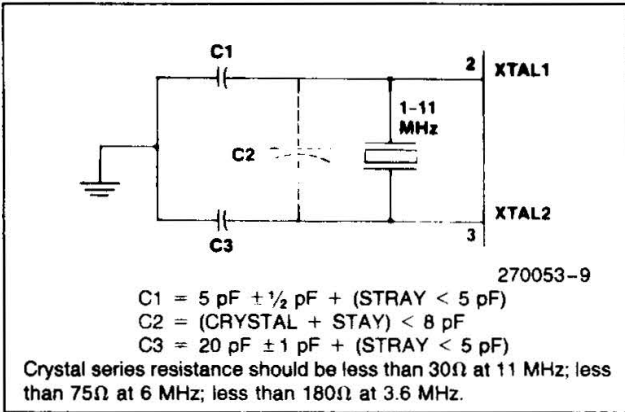 C1
2 XTAL1
1–11
MHz
C2
XTAL2
3
C3
270053–9
C1 = 5 pF ± ½ pF + (STRAY < 5 pF)
C2 = (CRYSTAL + STAY) < 8 pF
C3 = 20 pF ± 1 pF + (STRAY < 5 pF)
Crystal series resistance should be less than 30Ω at 11 MHz; less
than 75Ω at 6 MHz; less than 180Ω at 3.6 MHz.